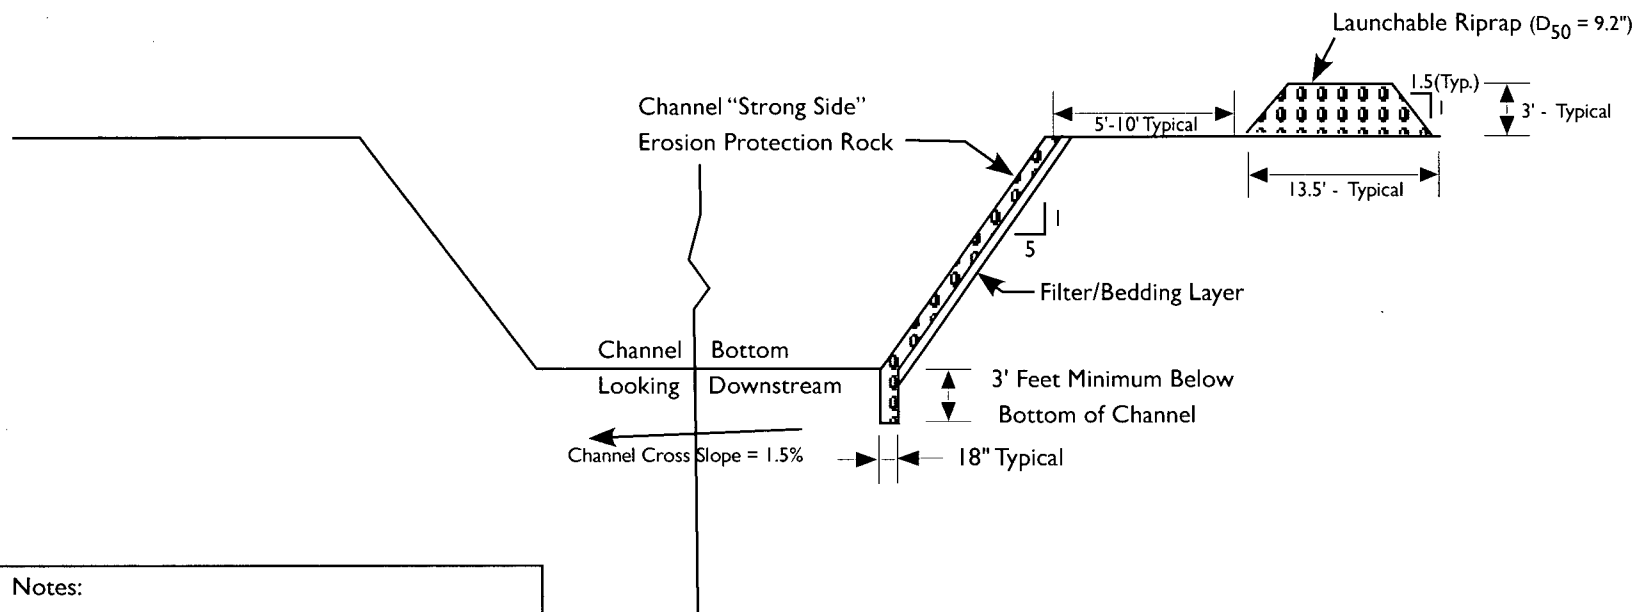 Launchable Riprap (D50 = 9.2")
1.5(Typ.)
1
3' - Typical
Channel "Strong Side"
Erosion Protection Rock
5'-10' Typical
13.5' - Typical
1
5
Filter/Bedding Layer
Channel Bottom
Looking Downstream
3' Feet Minimum Below
Bottom of Channel
Channel Cross Slope = 1.5%
18" Typical
Notes: